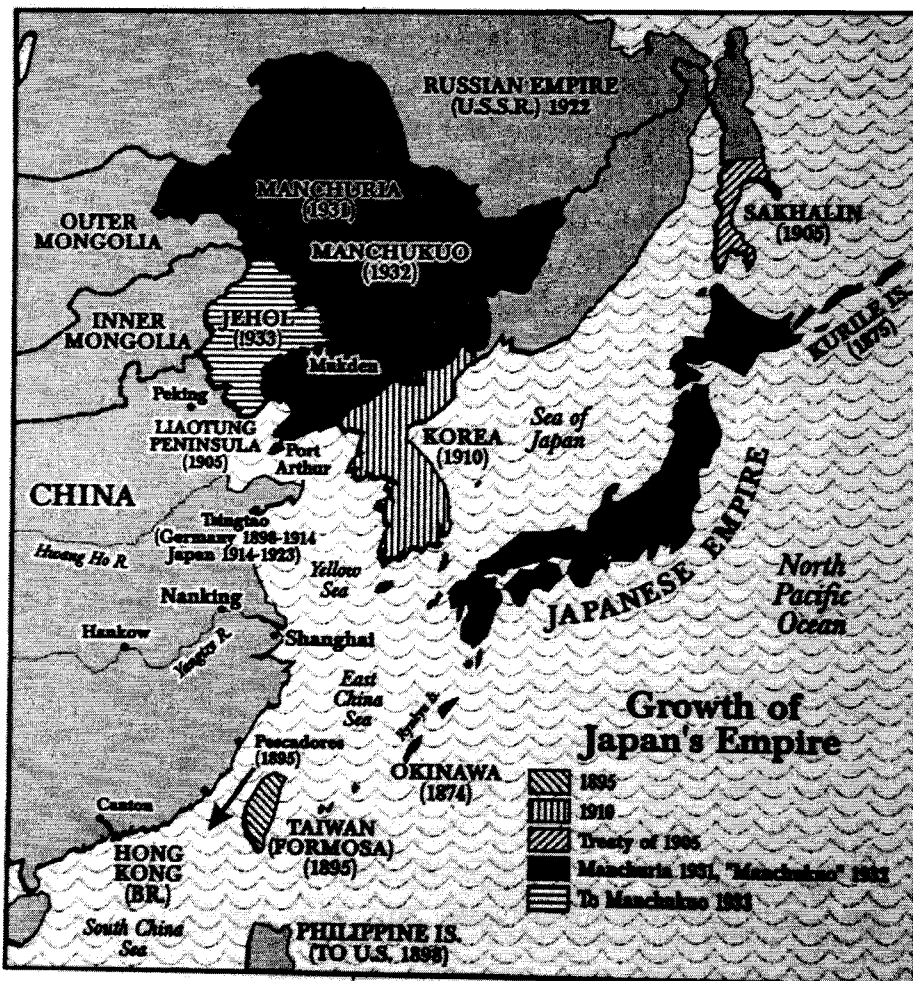 RUSSIAN EMPIRE
(U.S.S.R.) 1922
MANCHURIA
(1931)
MANCHUKUO
(1932)
OUTER
MONGOLIA
SAKHALIN
(1905)
INNER
MONGOLIA
JEHOL
(1933)
KURILE IS.
(1875)
Mukden
Peking
LIAOTUNG
PENINSULA
(1905)
Port
Arthur
KOREA
(1910)
Sea of
Japan
CHINA
Tsingtao
(Germany 1898-1914
Japan 1914-1923)
Hwang Ho R.
Yellow
Sea
JAPANESE EMPIRE
North
Pacific
Ocean
Nanking
Hankow
Yangtze R.
Shanghai
East
China
Sea
Ryukyu Is.
Pescadores
(1895)
OKINAWA
(1874)
Canton
TAIWAN
(FORMOSA)
(1895)
HONG
KONG
(BR.)
South China
Sea
PHILIPPINE IS.
(TO U.S. 1898)
Growth of
Japan's Empire
1895
1910
Treaty of 1905
Manchuria 1931, "Manchukuo" 1932
To Manchukuo 1933